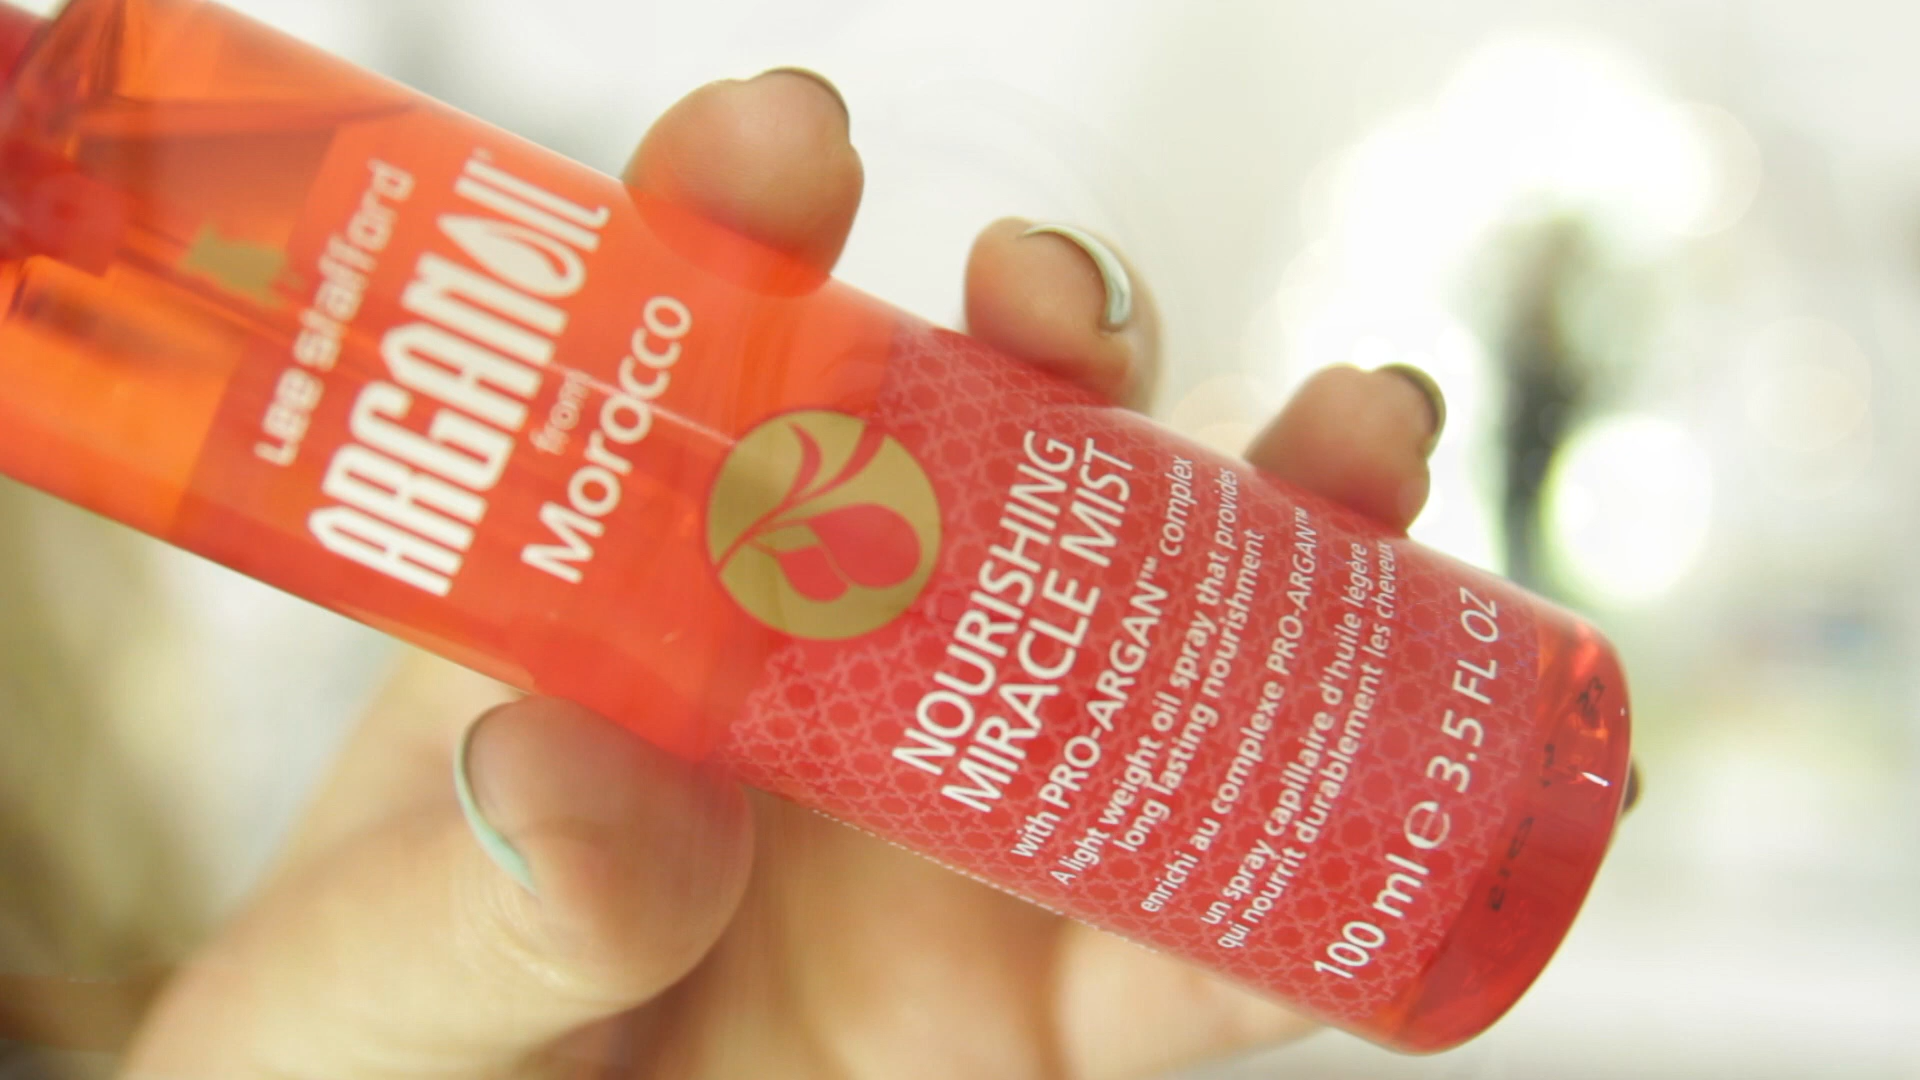 Lee Stafford
ARGANOIL
from
Morocco
NOURISHING
MIRACLE MIST
with PRO-ARGAN™ complex
A light weight oil spray that provides
long lasting nourishment
enrichi au complexe PRO-ARGAN™
un spray capillaire d'huile légère
qui nourrit durablement les cheveux
100 ml ℮ 3.5 FL OZ